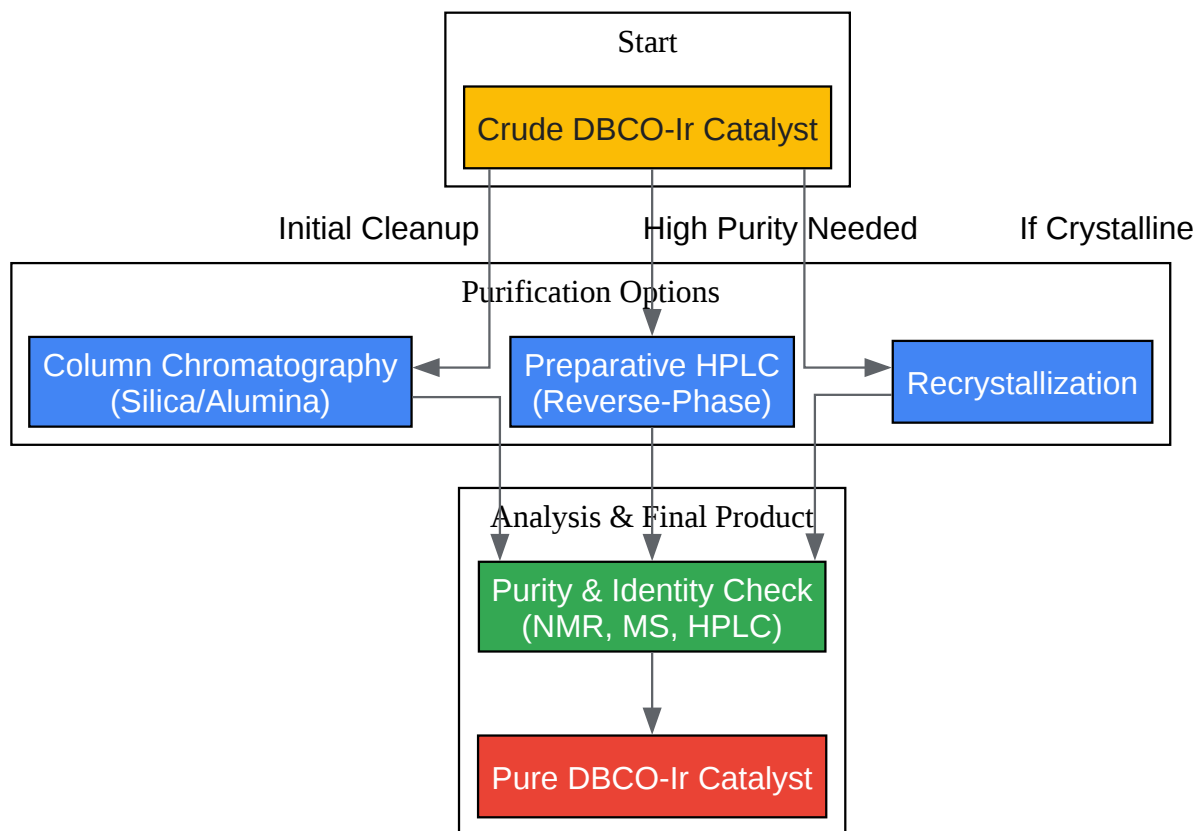 Start
Crude DBCO-Ir Catalyst
Initial Cleanup
High Purity Needed
If Crystalline
Purification Options
Column Chromatography
(Silica/Alumina)
Preparative HPLC
(Reverse-Phase)
Recrystallization
Analysis & Final Product
Purity & Identity Check
(NMR, MS, HPLC)
Pure DBCO-Ir Catalyst